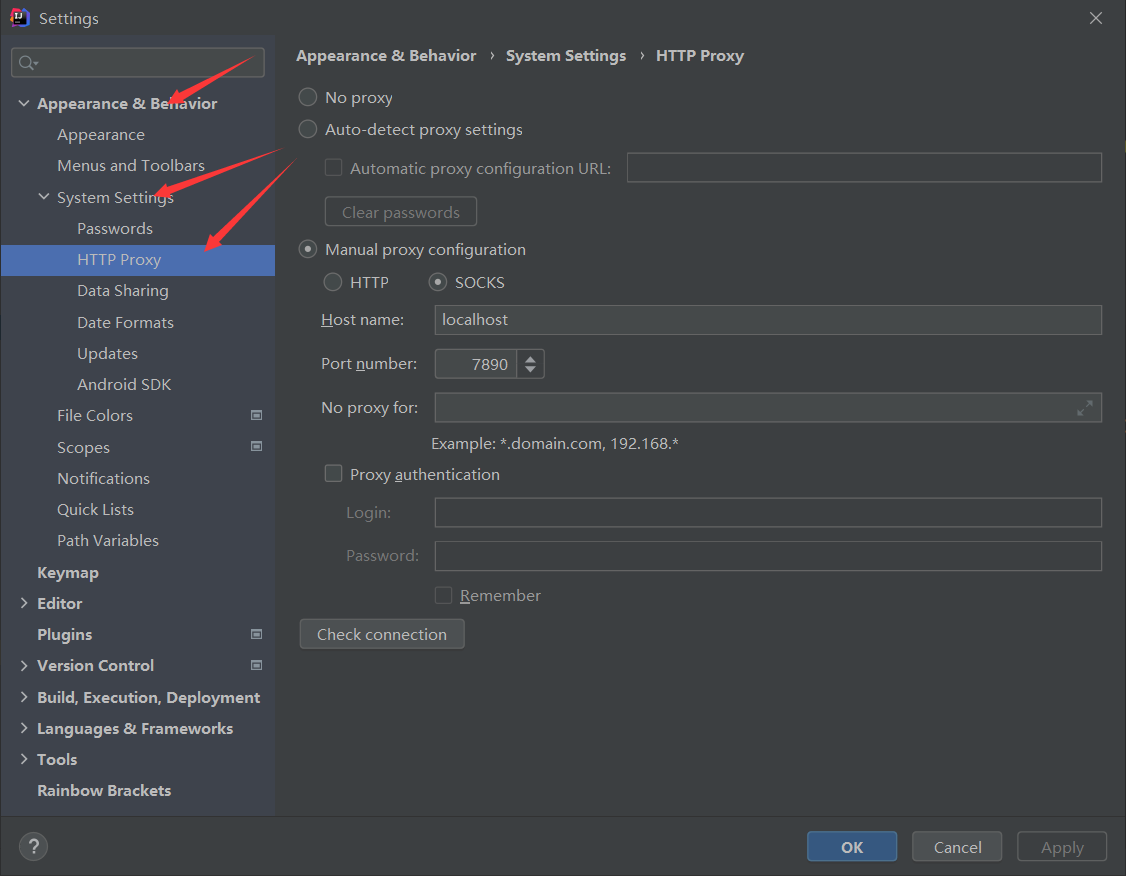 Settings
Appearance & Behavior
Appearance
Menus and Toolbars
System Settings
Passwords
HTTP Proxy
Data Sharing
Date Formats
Updates
Android SDK
File Colors
Scopes
Notifications
Quick Lists
Path Variables
Keymap
Editor
Plugins
Version Control
Build, Execution, Deployment
Languages & Frameworks
Tools
Rainbow Brackets
Appearance & Behavior › System Settings › HTTP Proxy
No proxy
Auto-detect proxy settings
Automatic proxy configuration URL:
Clear passwords
Manual proxy configuration
HTTP SOCKS
Host name: localhost
Port number: 7890
No proxy for:
Example: *.domain.com, 192.168.*
Proxy authentication
Login:
Password:
Remember
Check connection
? OK Cancel Apply